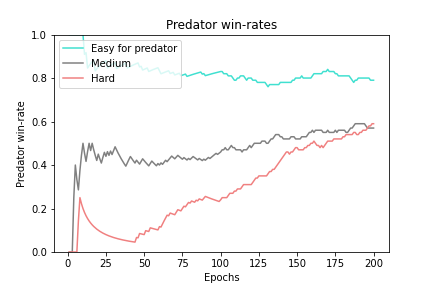 Predator win-rates
Predator win-rate
1.0
0.8
0.6
0.4
0.2
0.0
Easy for predator
Medium
Hard
0 25 50 75 100 125 150 175 200
Epochs